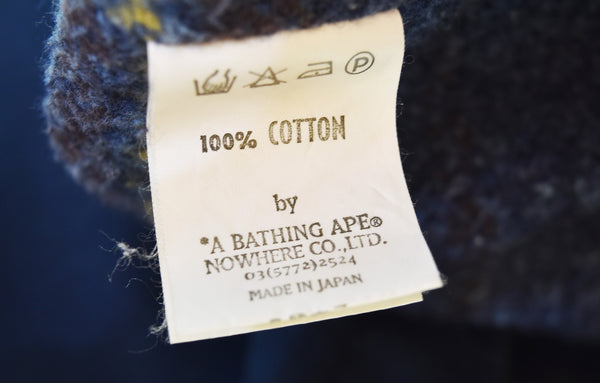 P
100% COTTON
by
*A BATHING APE®
NOWHERE CO.,LTD.
03(5772)2524
MADE IN JAPAN